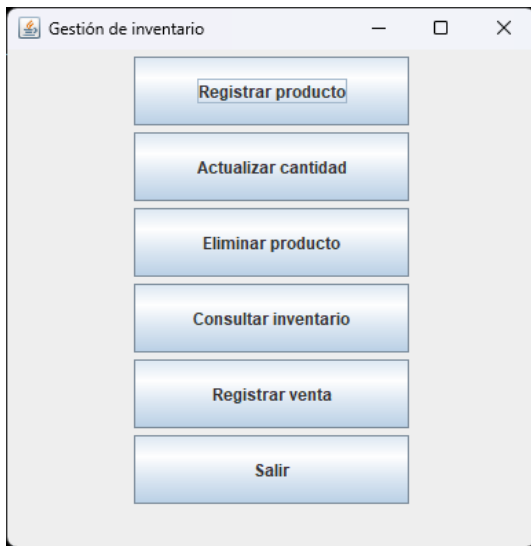 Gestión de inventario
Registrar producto
Actualizar cantidad
Eliminar producto
Consultar inventario
Registrar venta
Salir